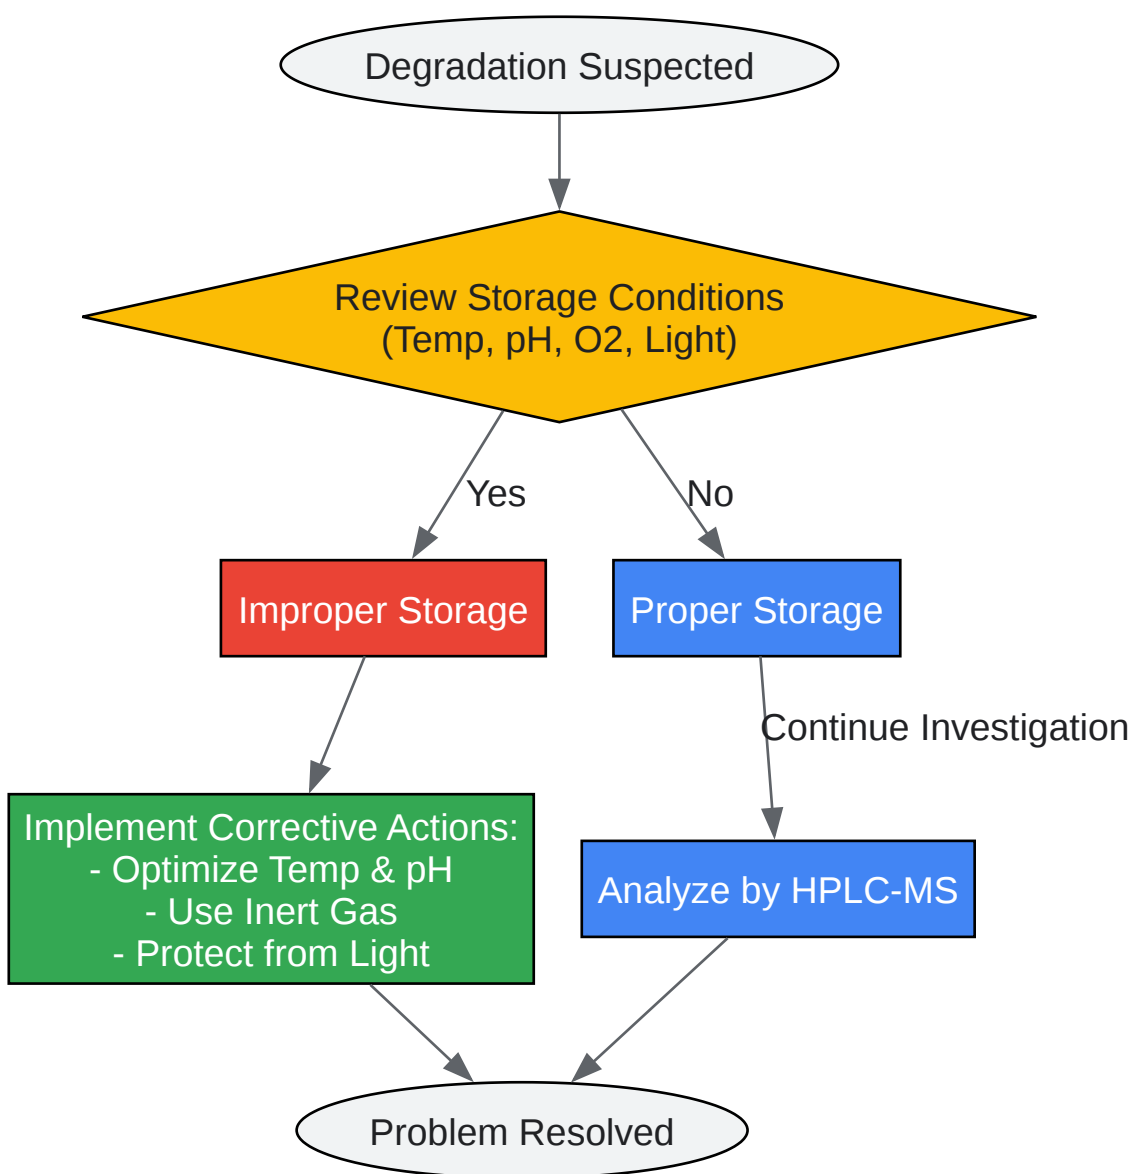 Degradation Suspected
Review Storage Conditions
(Temp, pH, O2, Light)
Yes
No
Improper Storage
Proper Storage
Continue Investigation
Implement Corrective Actions:
- Optimize Temp & pH
- Use Inert Gas
- Protect from Light
Analyze by HPLC-MS
Problem Resolved